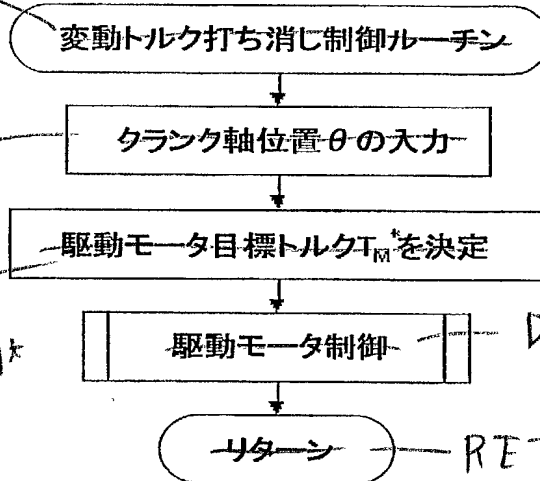 変動トルク打ち消し制御ルーチン
クランク軸位置θの入力
駆動モータ目標トルクTM*を決定
駆動モータ制御
リターン